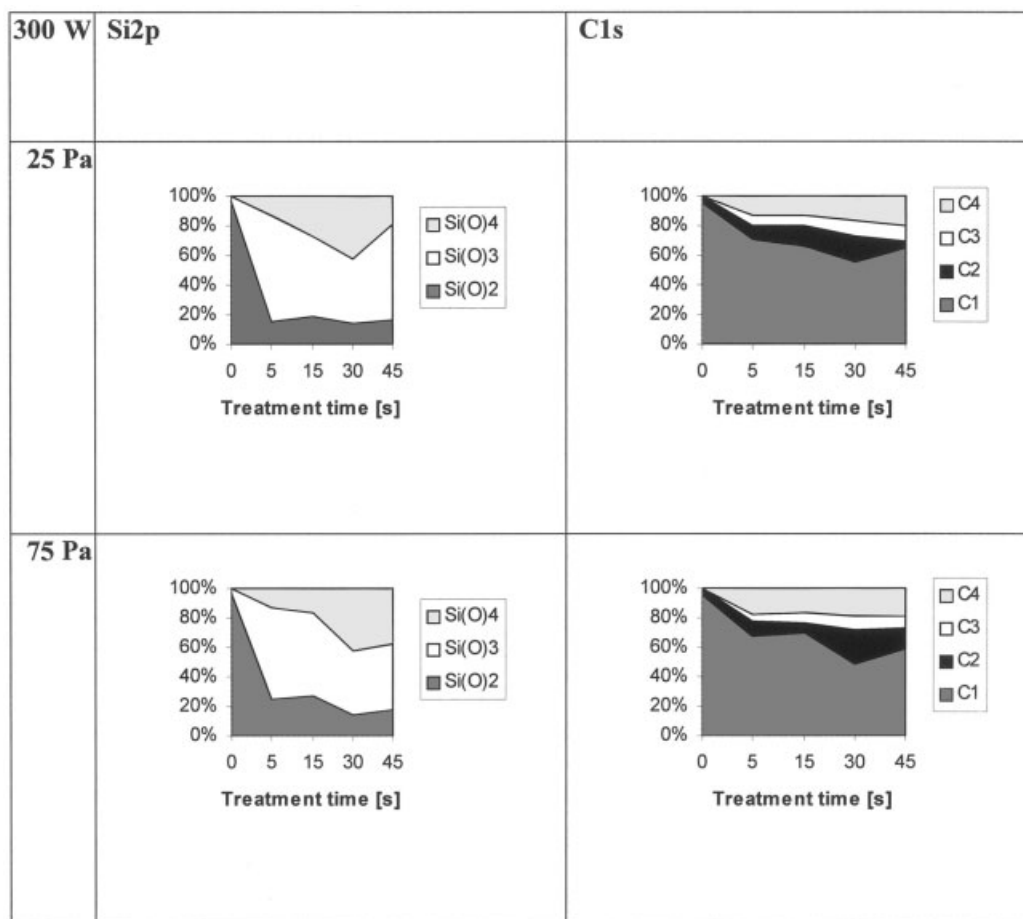 300 W Si2p C1s
25 Pa
100%
80%
60%
40%
20%
0%
0 5 15 30 45
Treatment time [s]
Si(O)4
Si(O)3
Si(O)2
100%
80%
60%
40%
20%
0%
0 5 15 30 45
Treatment time [s]
C4
C3
C2
C1
75 Pa
100%
80%
60%
40%
20%
0%
0 5 15 30 45
Treatment time [s]
Si(O)4
Si(O)3
Si(O)2
100%
80%
60%
40%
20%
0%
0 5 15 30 45
Treatment time [s]
C4
C3
C2
C1